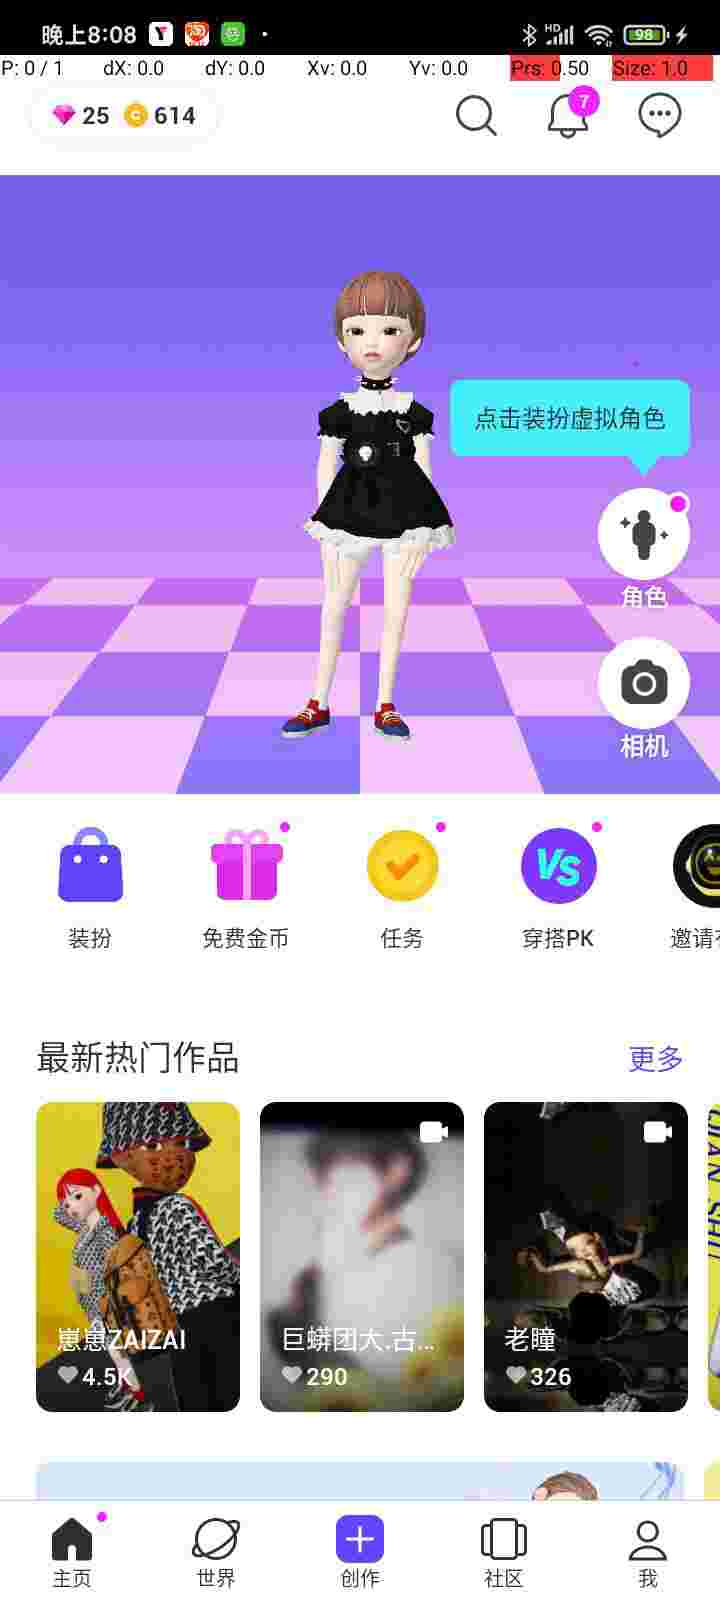 晚上8:08
HD
98
P: 0 / 1 dX: 0.0 dY: 0.0 Xv: 0.0 Yv: 0.0 Prs: 0.50 Size: 1.0
25 614
7
点击装扮虚拟角色
角色
相机
VS
装扮 免费金币 任务 穿搭PK 邀请
最新热门作品 更多
崽崽ZAIZAI
4.5K
巨蟒团大.古...
290
老瞳
326
主页 世界 创作 社区 我